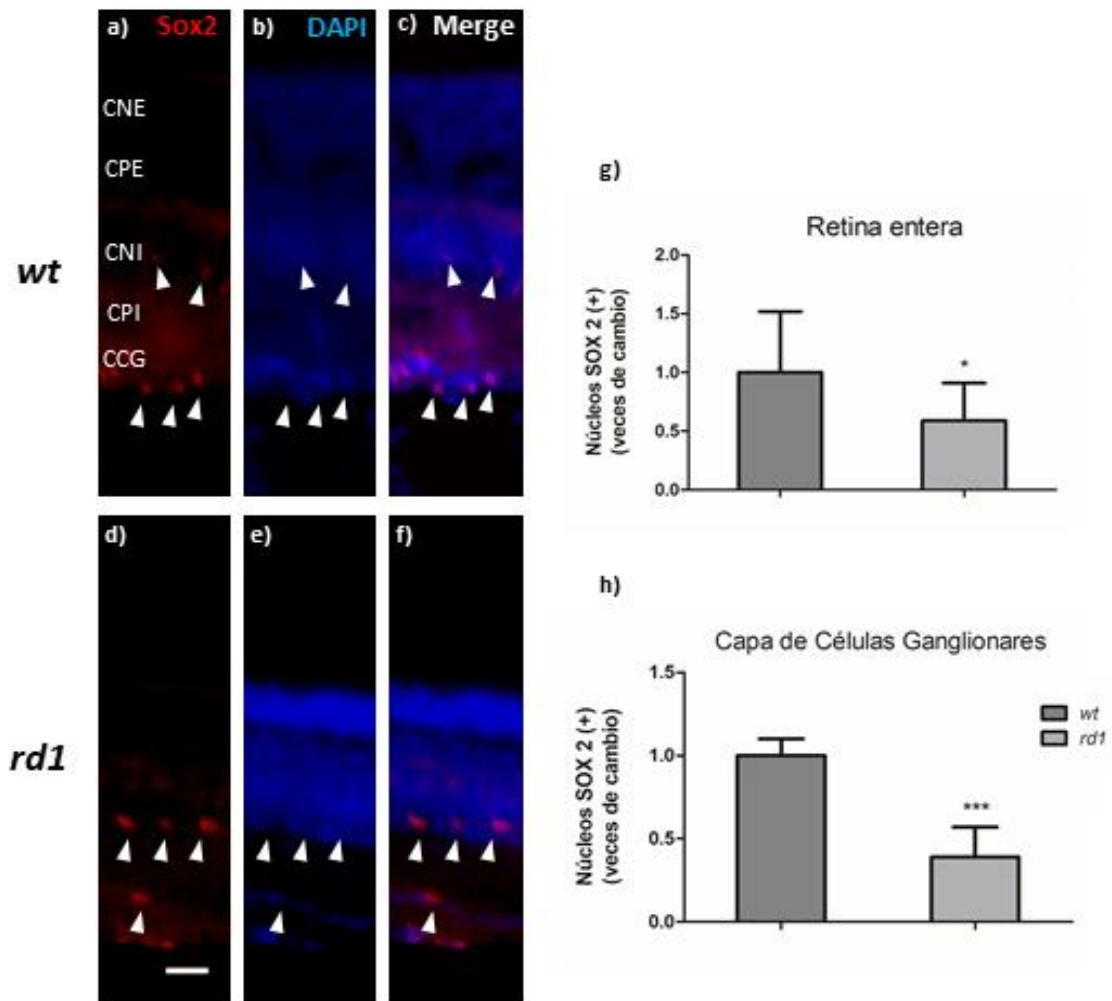 a) Sox2
b) DAPI
c) Merge
CNE
CPE
CNI
CPI
CCG
wt
d)
e)
f)
rd1
g)
Retina entera
Núcleos SOX 2 (+)
(veces de cambio)
2.0
1.5
1.0
0.5
0.0
*
h)
Capa de Células Ganglionares
Núcleos SOX 2 (+)
(veces de cambio)
1.5
1.0
0.5
0.0
***
wt
rd1